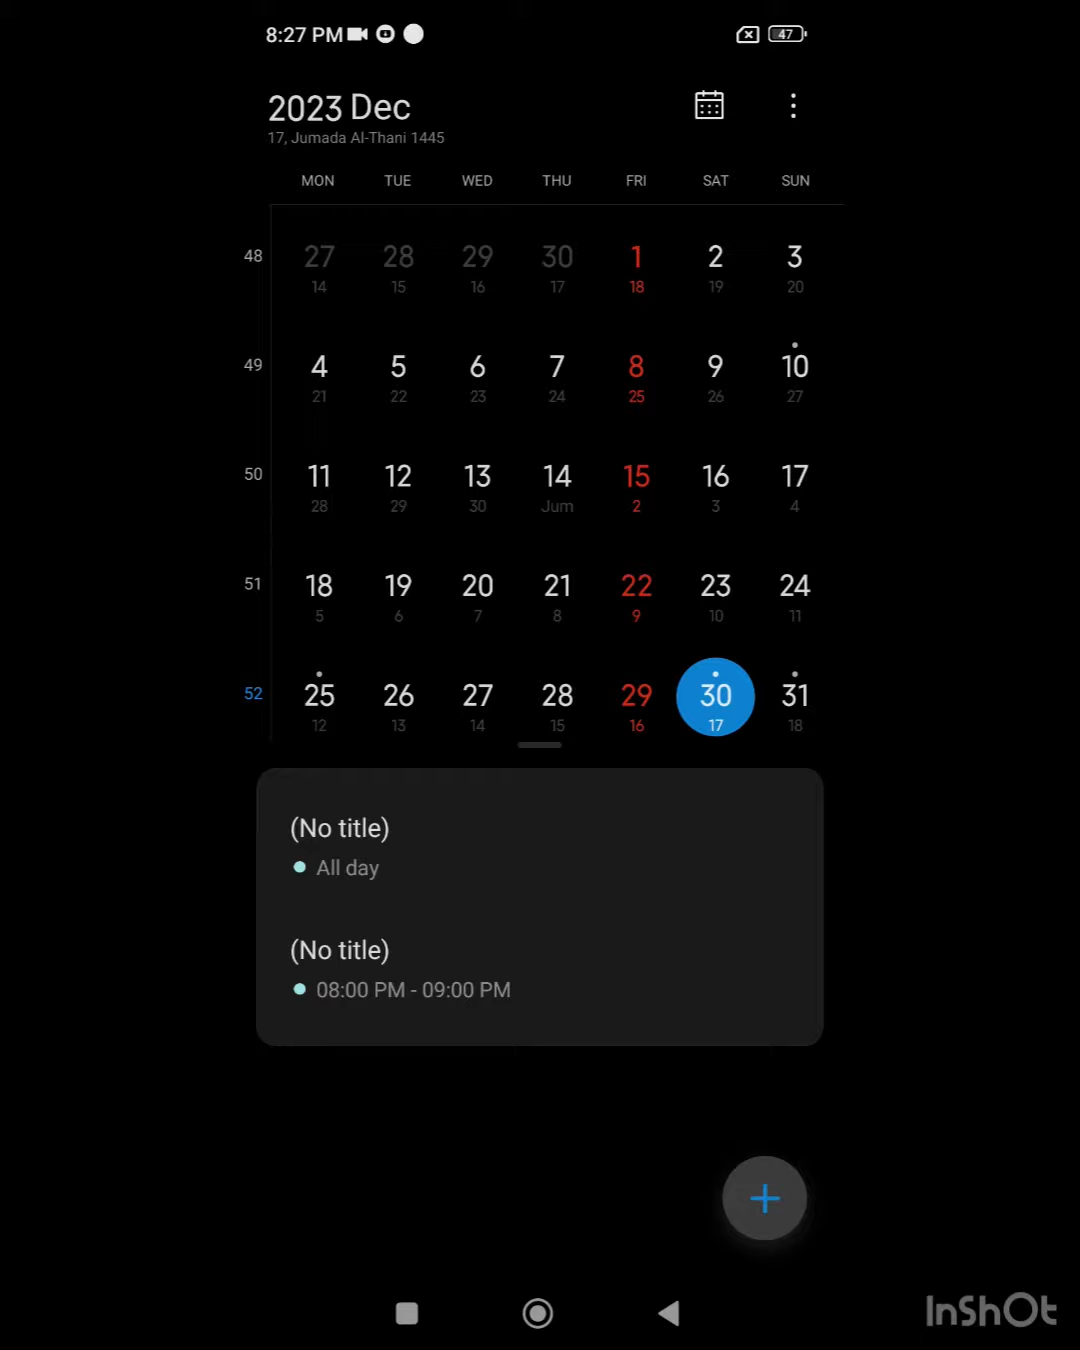 8:27 PM 47
2023 Dec
17, Jumada Al-Thani 1445
MON TUE WED THU FRI SAT SUN
48 27 28 29 30 1 2 3
14 15 16 17 18 19 20
49 4 5 6 7 8 9 10
21 22 23 24 25 26 27
50 11 12 13 14 15 16 17
28 29 30 Jum 2 3 4
51 18 19 20 21 22 23 24
5 6 7 8 9 10 11
52 25 26 27 28 29 30 31
12 13 14 15 16 17 18
(No title)
All day
(No title)
08:00 PM - 09:00 PM
InShOt